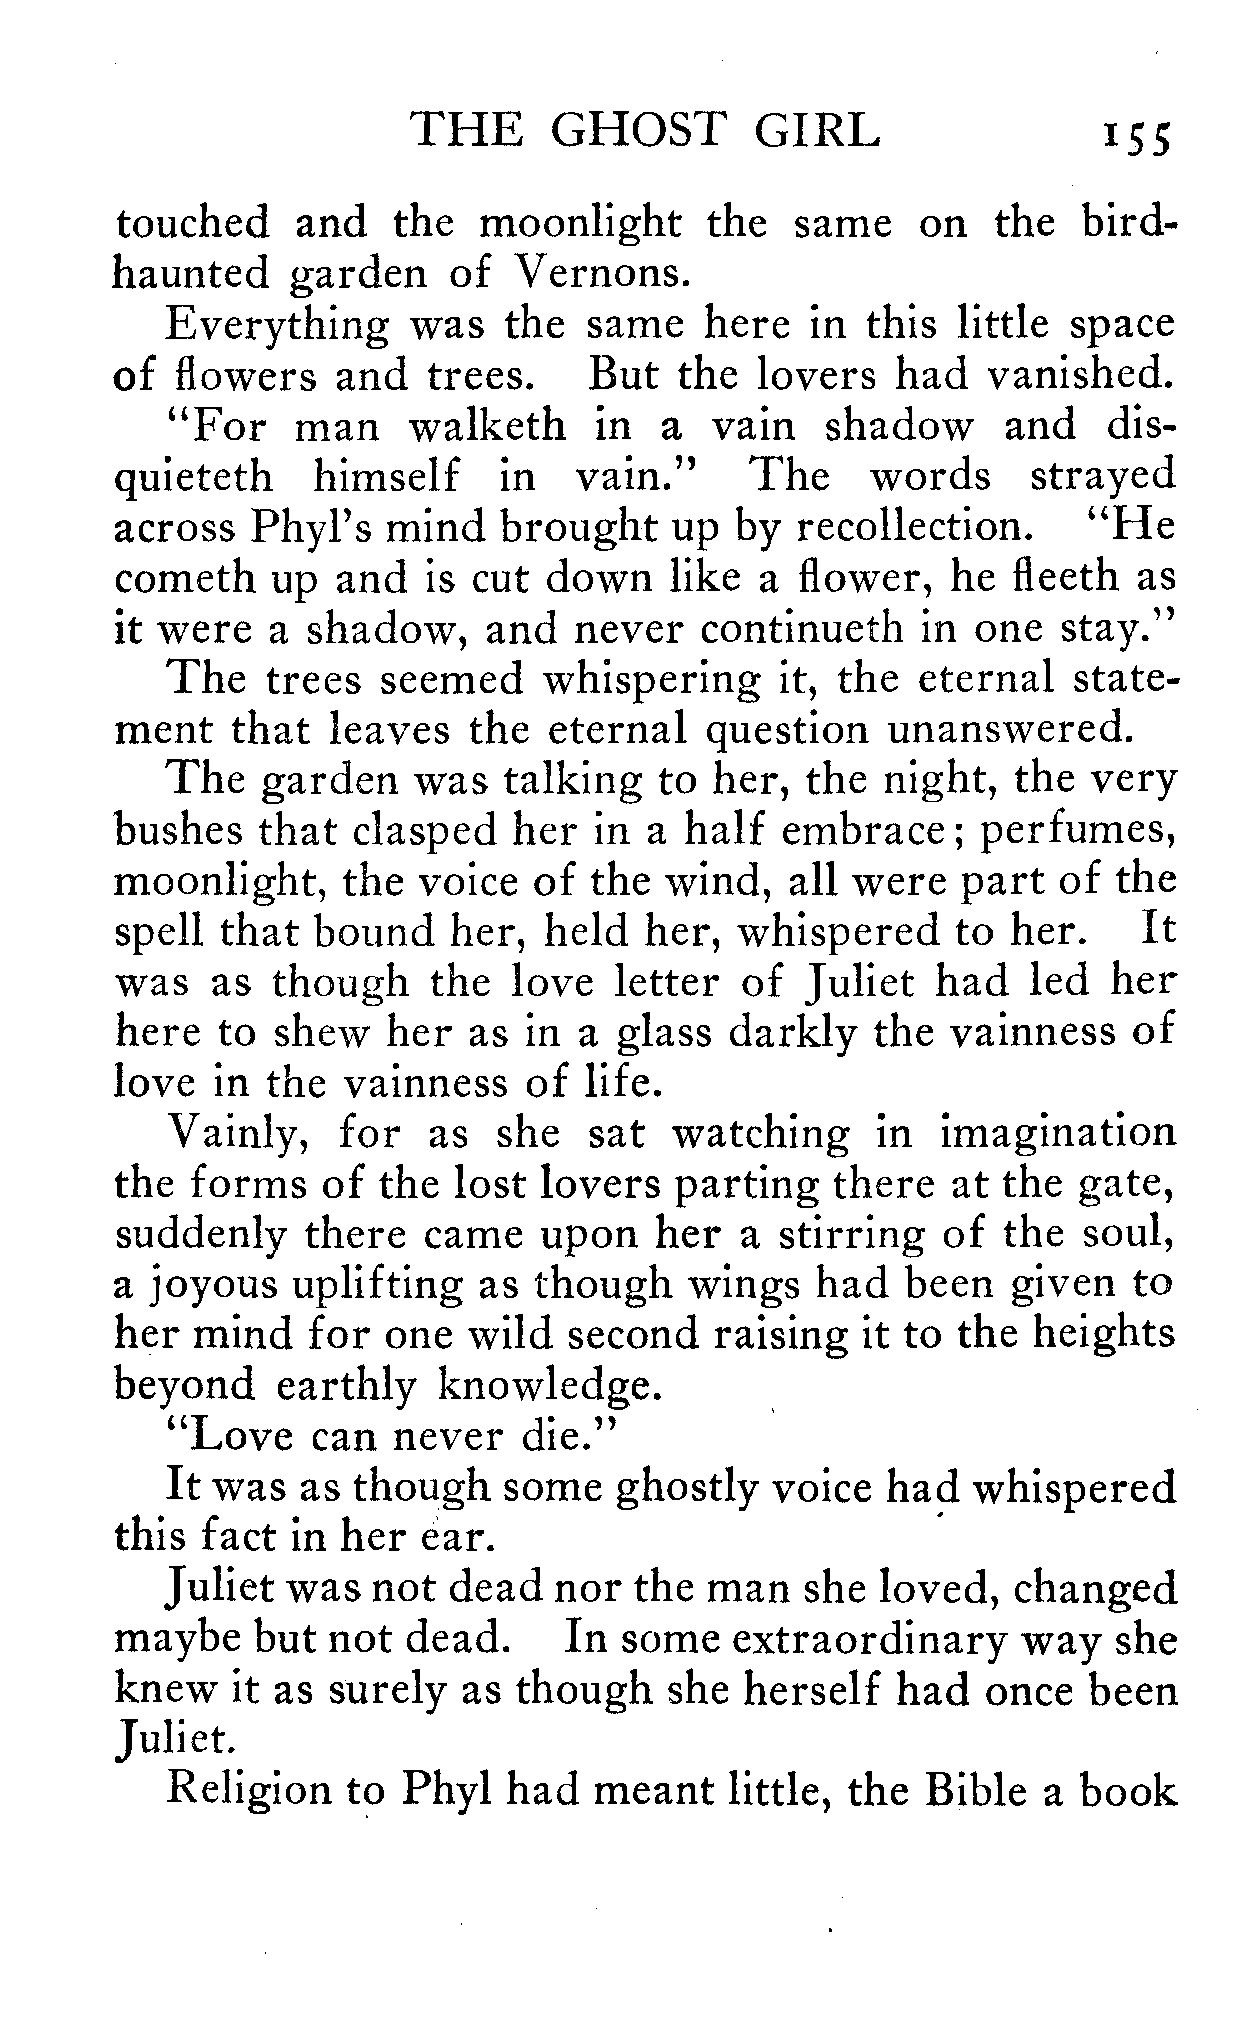 THE GHOST GIRL 155
touched and the moonlight the same on the bird-
haunted garden of Vernons.
Everything was the same here in this little space
of flowers and trees. But the lovers had vanished.
"For man walketh in a vain shadow and dis-
quieteth himself in vain." The words strayed
across Phyl's mind brought up by recollection. "He
cometh up and is cut down like a flower, he fleeth as
it were a shadow, and never continueth in one stay."
The trees seemed whispering it, the eternal state-
ment that leaves the eternal question unanswered.
The garden was talking to her, the night, the very
bushes that clasped her in a half embrace; perfumes,
moonlight, the voice of the wind, all were part of the
spell that bound her, held her, whispered to her. It
was as though the love letter of Juliet had led her
here to shew her as in a glass darkly the vainness of
love in the vainness of life.
Vainly, for as she sat watching in imagination
the forms of the lost lovers parting there at the gate,
suddenly there came upon her a stirring of the soul,
a joyous uplifting as though wings had been given to
her mind for one wild second raising it to the heights
beyond earthly knowledge.
"Love can never die."
It was as though some ghostly voice had whispered
this fact in her ear.
Juliet was not dead nor the man she loved, changed
maybe but not dead. In some extraordinary way she
knew it as surely as though she herself had once been
Juliet.
Religion to Phyl had meant little, the Bible a book